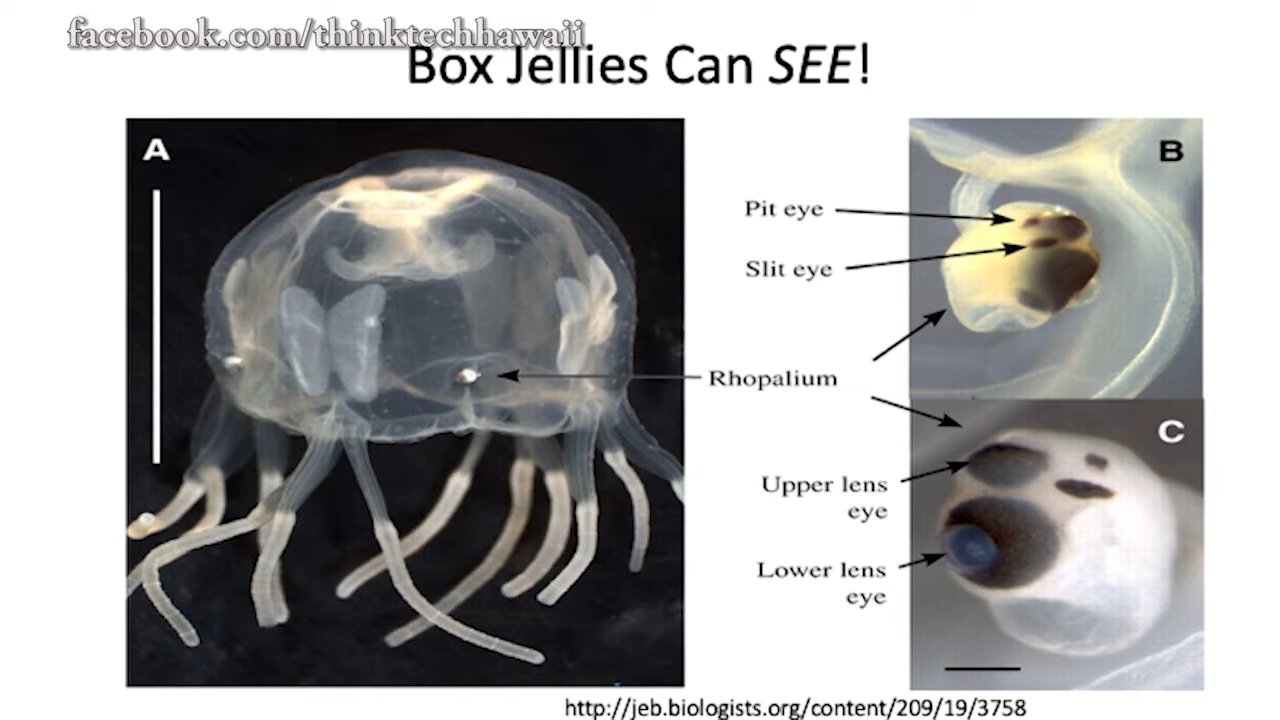 facebook.com/thinktechhawaii
Box Jellies Can SEE!
A
B
Pit eye
Slit eye
Rhopalium
C
Upper lens
eye
Lower lens
eye
http://jeb.biologists.org/content/209/19/3758